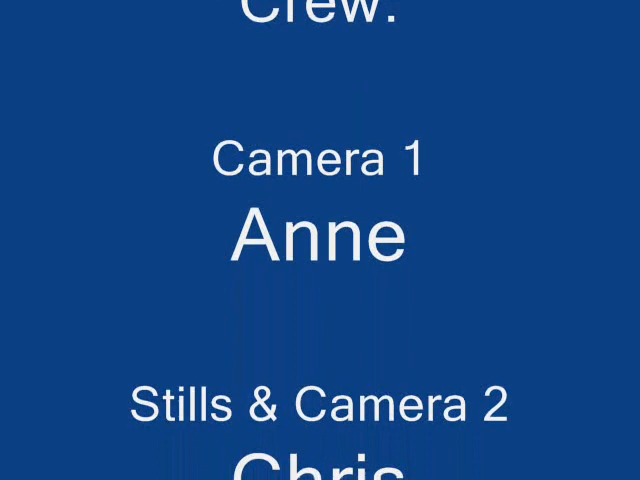 Crew:
Camera 1
Anne
Stills & Camera 2
Chris